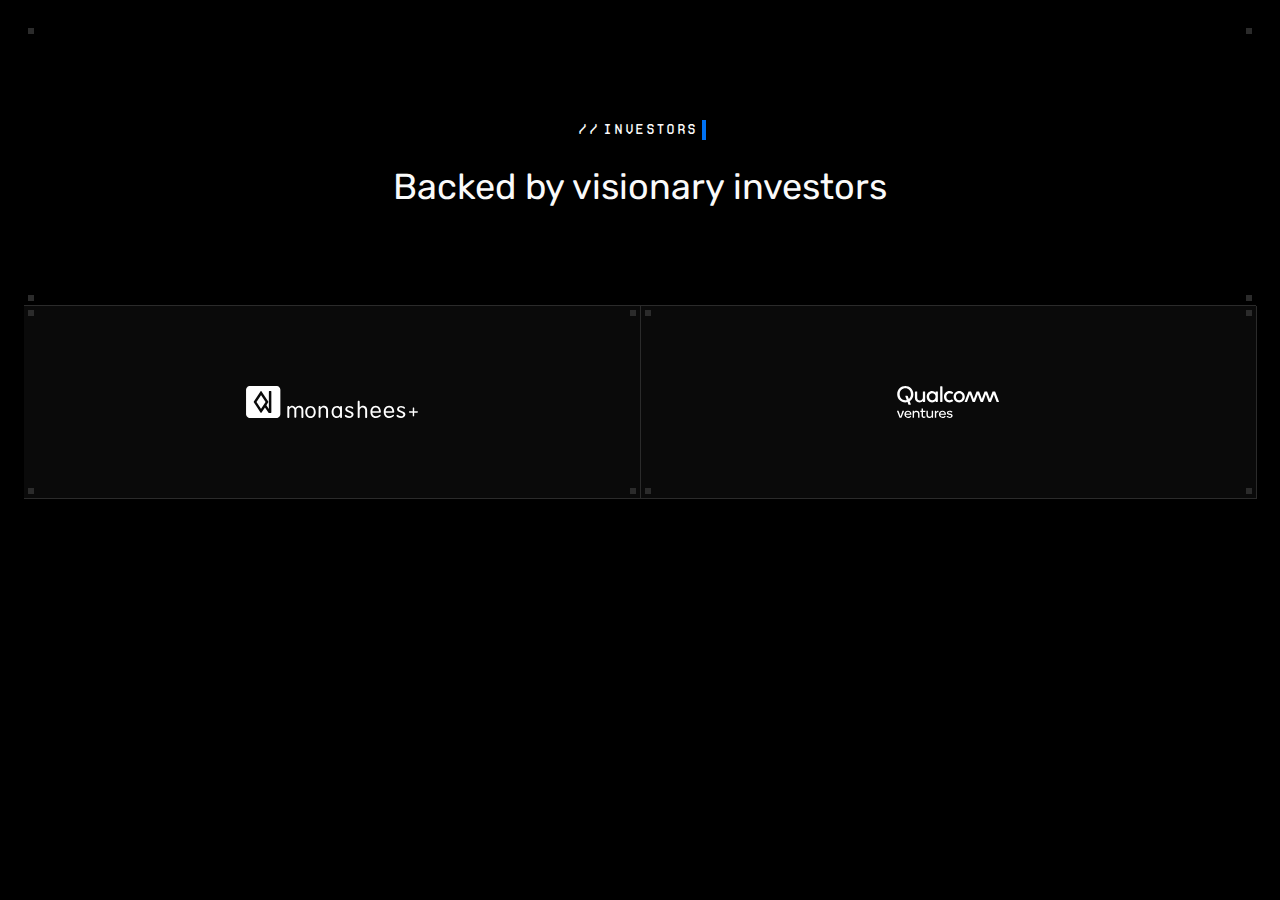 // INVESTORS
Backed by visionary investors
monashees+
Qualcomm
ventures